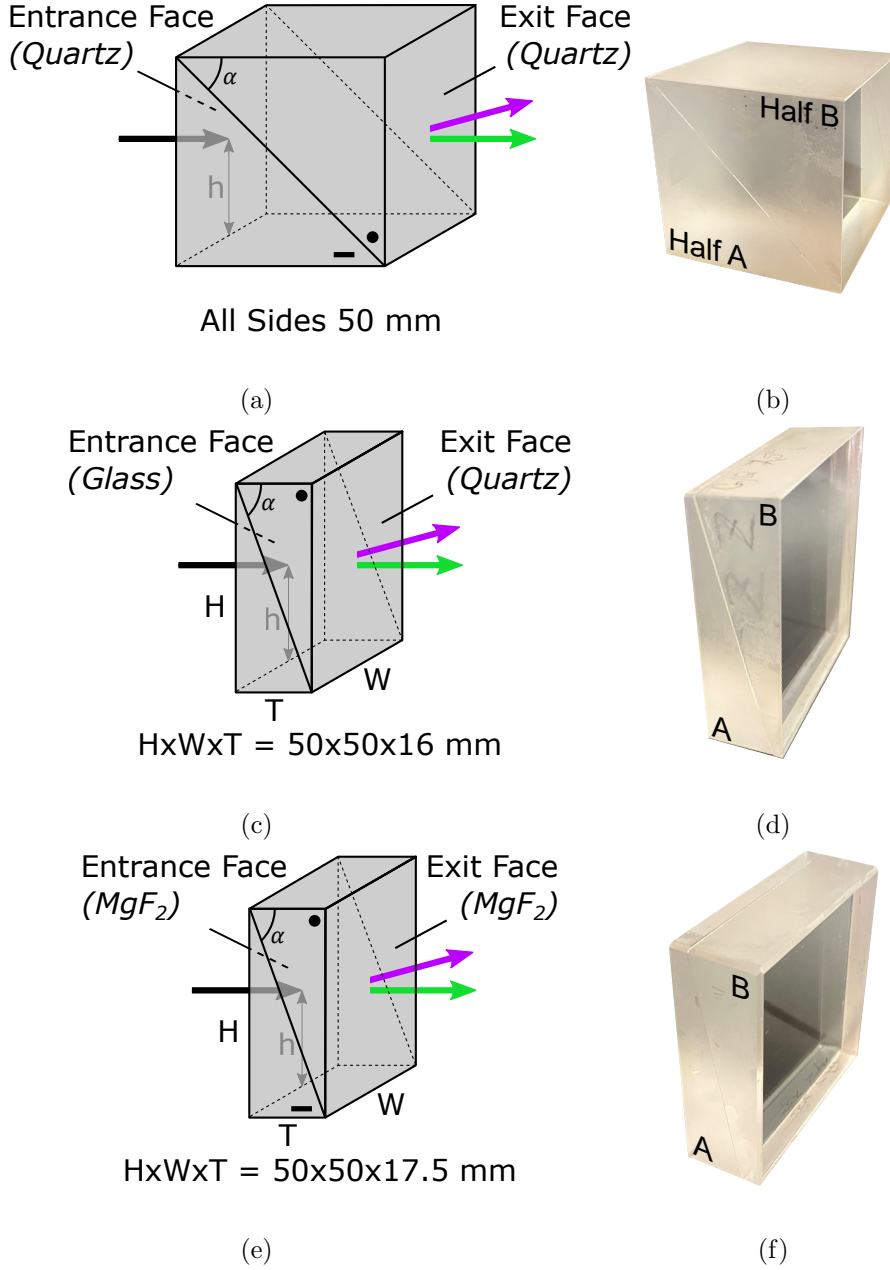 Entrance Face
(Quartz)
Exit Face
(Quartz)
α
h
All Sides 50 mm
(a)
Half B
Half A
(b)
Entrance Face
(Glass)
Exit Face
(Quartz)
α
H
h
W
T
HxWxT = 50x50x16 mm
(c)
B
A
(d)
Entrance Face
(MgF₂)
Exit Face
(MgF₂)
α
H
h
W
T
HxWxT = 50x50x17.5 mm
(e)
B
A
(f)